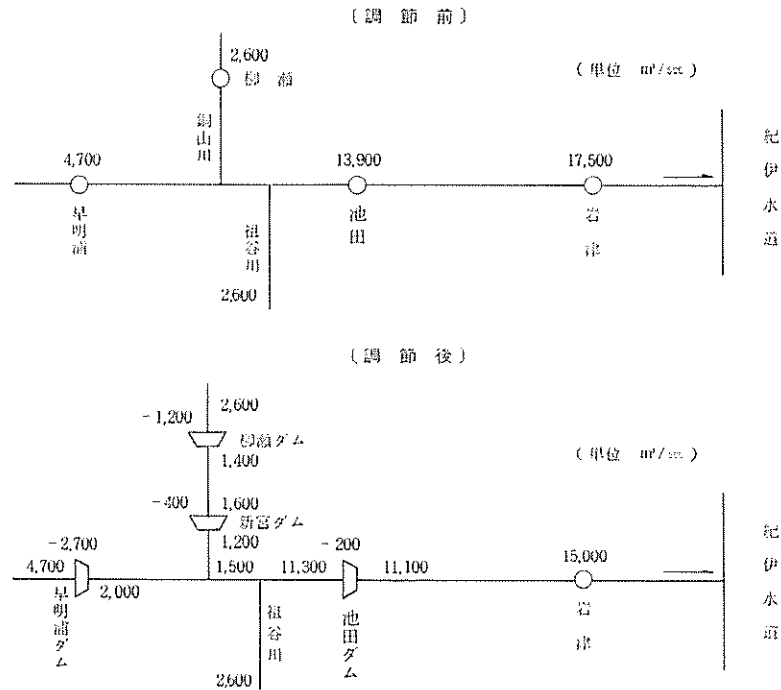 〔調節前〕
2,600
柳瀬
(単位 m³/sec)
銅山川
4,700
13,900
17,500
早明浦
池田
岩津
紀伊水道
祖谷川
2,600
〔調節後〕
-1,200
2,600
柳瀬ダム
1,400
(単位 m³/sec)
-400
1,600
新宮ダム
1,200
-2,700
-200
4,700
2,000
1,500
11,300
11,100
15,000
早明浦ダム
祖谷川
池田ダム
岩津
紀伊水道
2,600